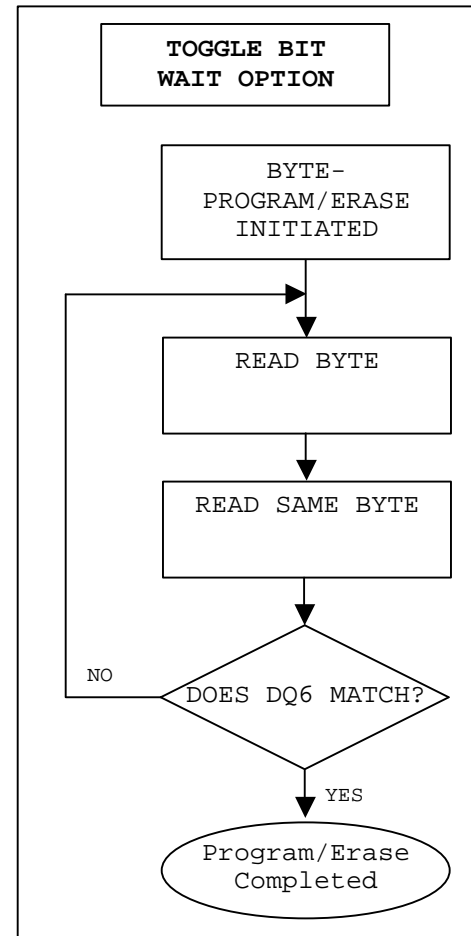 TOGGLE BIT
WAIT OPTION
BYTE-
PROGRAM/ERASE
INITIATED
READ BYTE
READ SAME BYTE
NO
DOES DQ6 MATCH?
YES
Program/Erase
Completed